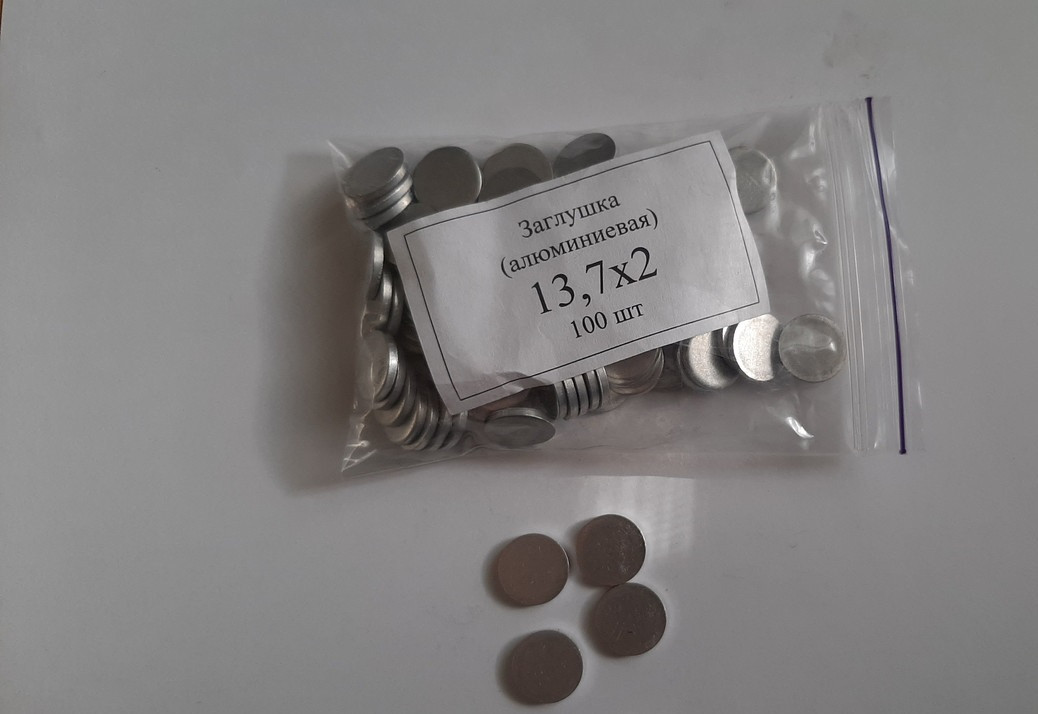 Заглушка
(алюминиевая)
13,7х2
100 шт